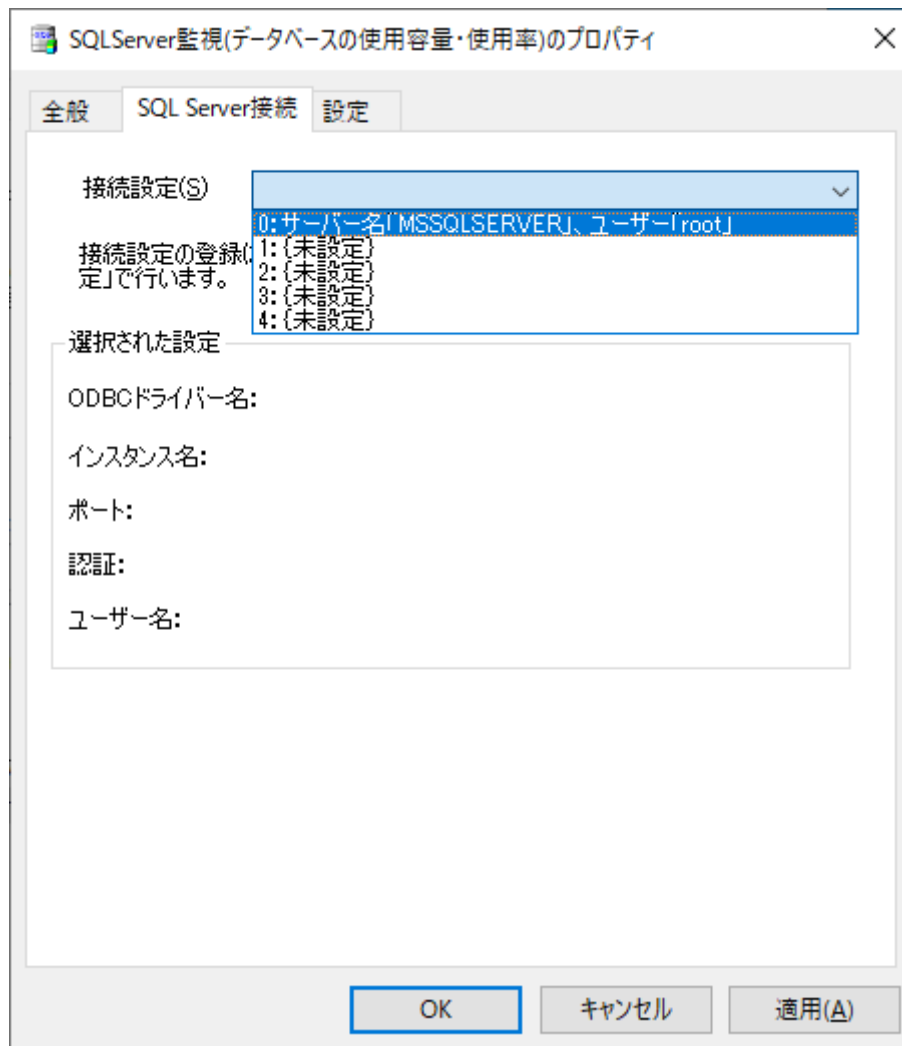 SQLServer監視(データベースの使用容量・使用率)のプロパティ
全般 SQL Server接続 設定
接続設定(S)
0:サーバー名「MSSQLSERVER」、ユーザー「root」
1:{未設定}
2:{未設定}
3:{未設定}
4:{未設定}
接続設定の登録
定」で行います。
選択された設定
ODBCドライバー名:
インスタンス名:
ポート:
認証:
ユーザー名:
OK キャンセル 適用(A)